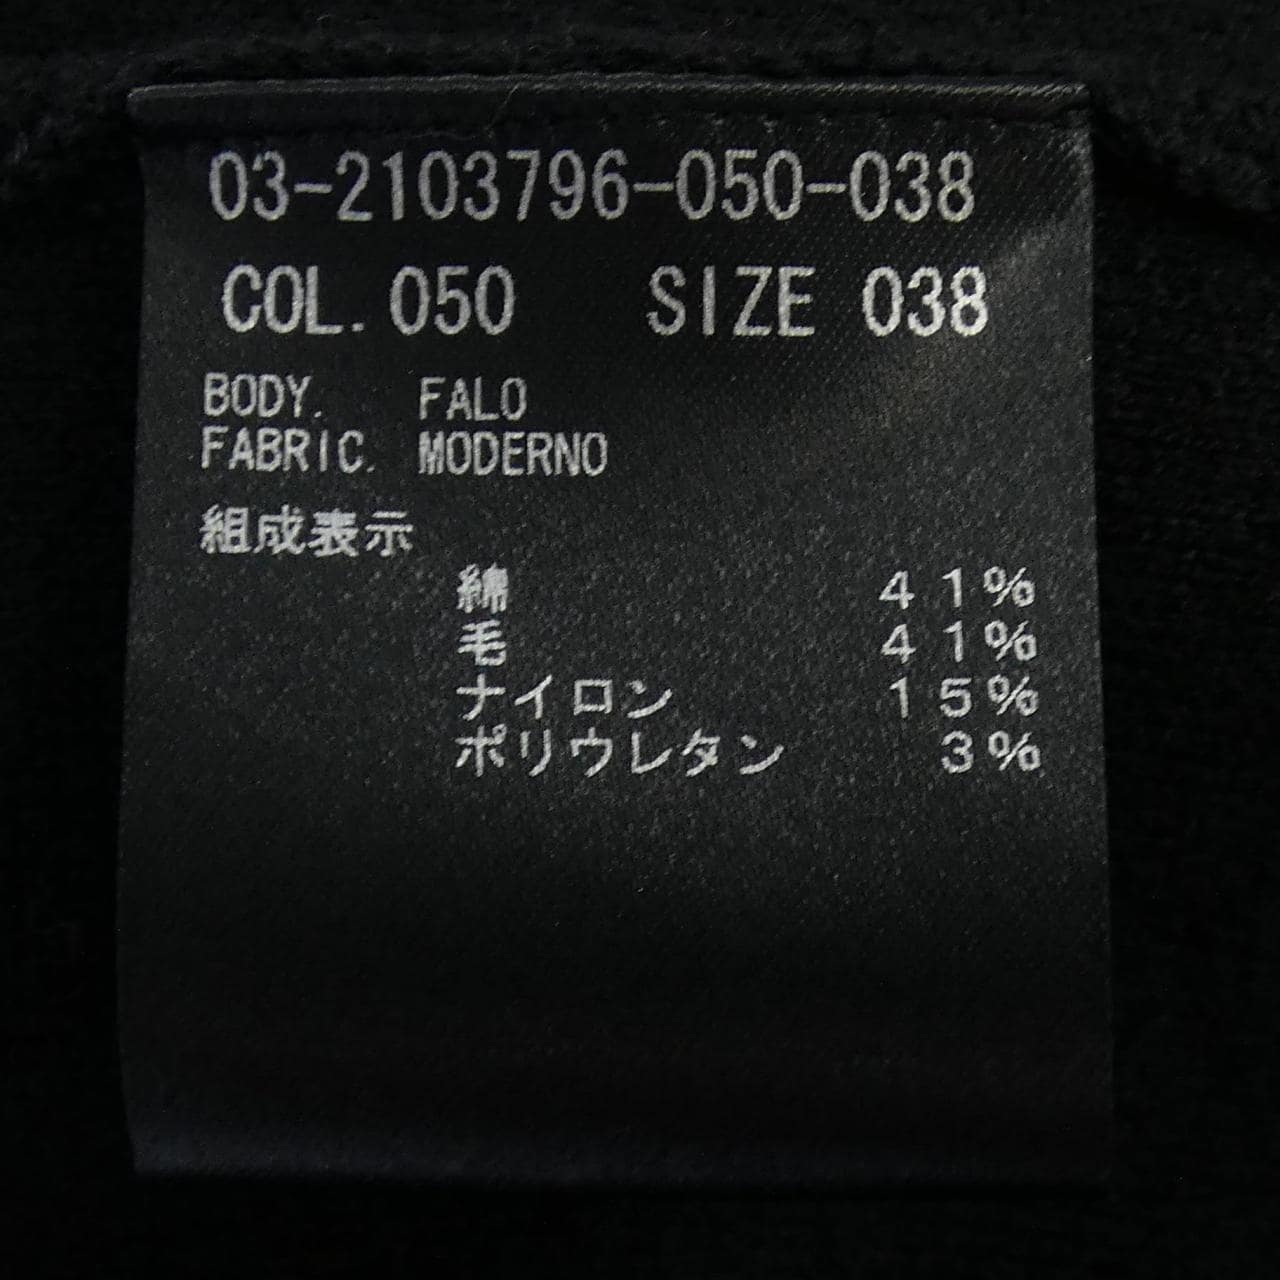 03-2103796-050-038
COL. 050 SIZE 038
BODY. FALO
FABRIC. MODERNO
組成表示
綿 41%
毛 41%
ナイロン 15%
ポリウレタン 3%